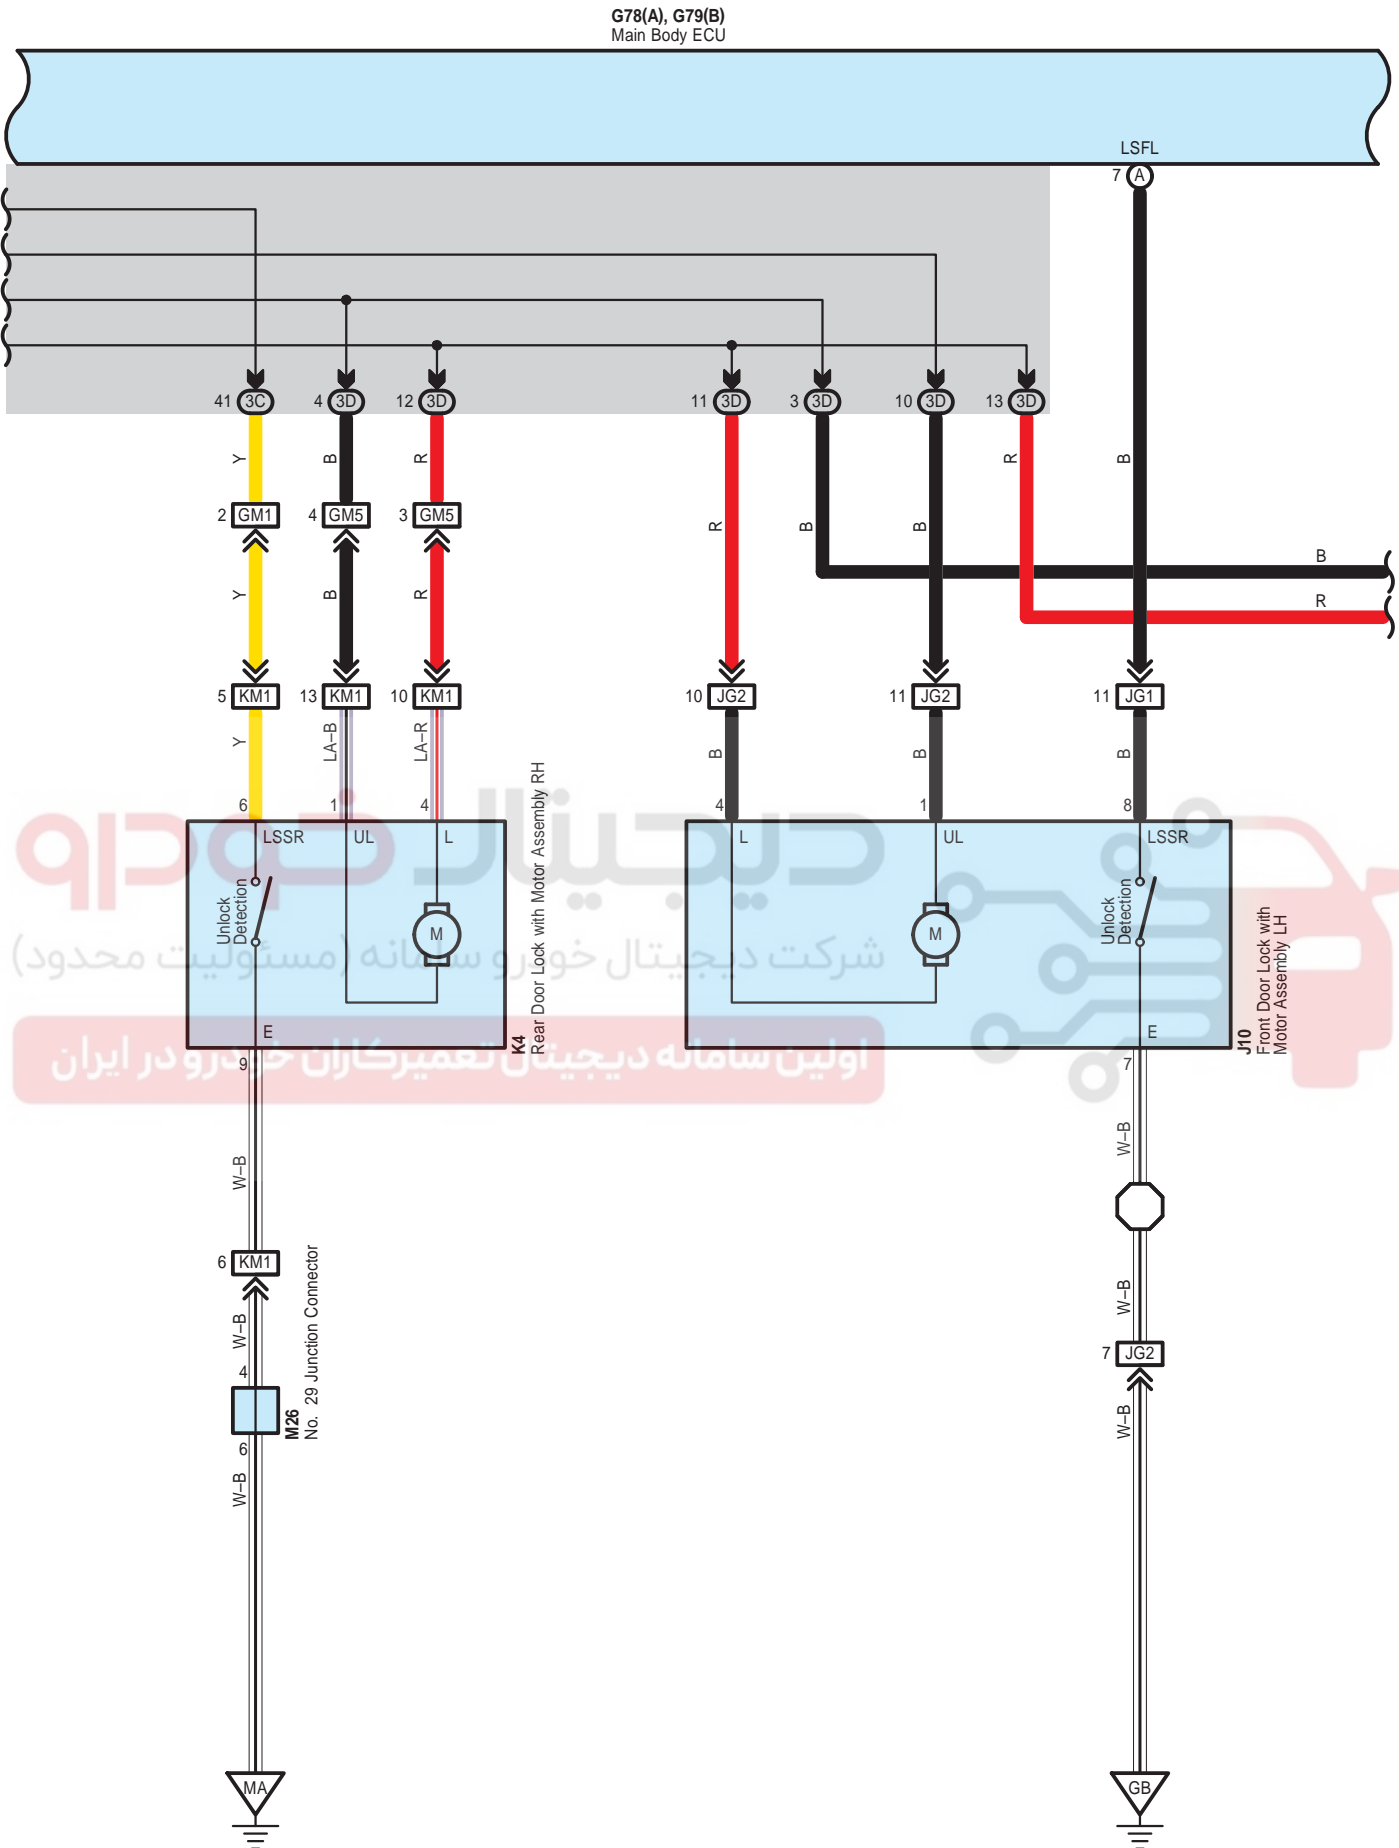 G78(A), G79(B)
Main Body ECU
LSFL
7 A
41 3C 4 3D 12 3D 11 3D 3 3D 10 3D 13 3D
Y B R R B
R B B
2 GM1 4 GM5 3 GM5
B
Y B R
R
5 KM1 13 KM1 10 KM1 10 JG2 11 JG2 11 JG1
Y LA-B LA-R B B B
6 1 4 4 1 8
LSSR UL L L UL LSSR
Unlock
Detection
M
M
Unlock
Detection
E
E
K4
Rear Door Lock with Motor Assembly RH
J10
Front Door Lock with
Motor Assembly LH
دیجیتال خودرو
شرکت دیجیتال خودرو سامانه (مسئولیت محدود)
اولین سامانه دیجیتال تعمیرکاران خودرو در ایران
9 7
W-B W-B
6 KM1
W-B W-B
4
7 JG2
M26
No. 29 Junction Connector
6
W-B W-B
MA GB